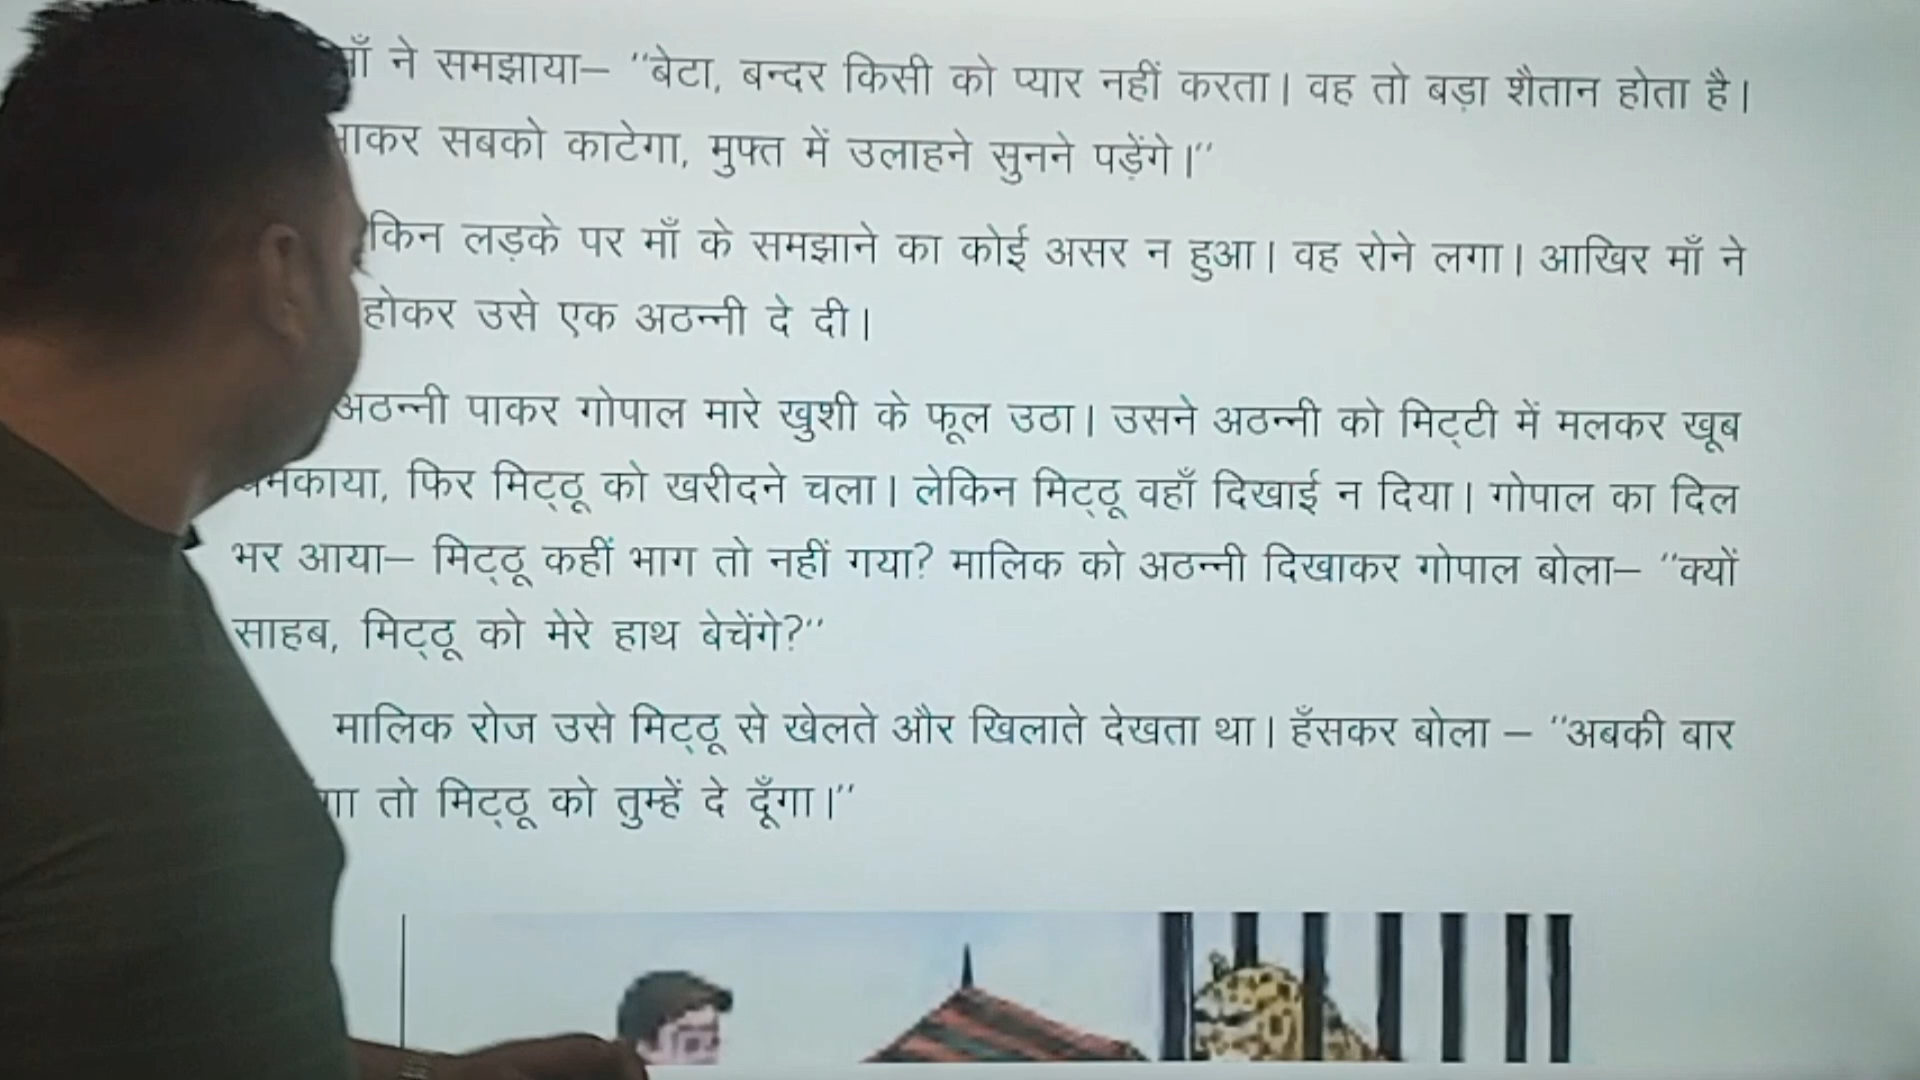 ने समझाया– "बेटा, बन्दर किसी को प्यार नहीं करता। वह तो बड़ा शैतान होता है।
सबको काटेगा, मुफ्त में उलाहने सुनने पड़ेंगे।"
लड़के पर माँ के समझाने का कोई असर न हुआ। वह रोने लगा। आखिर माँ ने
होकर उसे एक अठन्नी दे दी।
अठन्नी पाकर गोपाल मारे खुशी के फूल उठा। उसने अठन्नी को मिट्‌टी में मलकर खूब
फिर मिट्‌ठू को खरीदने चला। लेकिन मिट्‌ठू वहाँ दिखाई न दिया। गोपाल का दिल
भर आया– मिट्‌ठू कहीं भाग तो नहीं गया? मालिक को अठन्नी दिखाकर गोपाल बोला– "क्यों
साहब, मिट्‌ठू को मेरे हाथ बेचेंगे?"
मालिक रोज उसे मिट्‌ठू से खेलते और खिलाते देखता था। हँसकर बोला – "अबकी बार
तो मिट्‌ठू को तुम्हें दे दूँगा।"